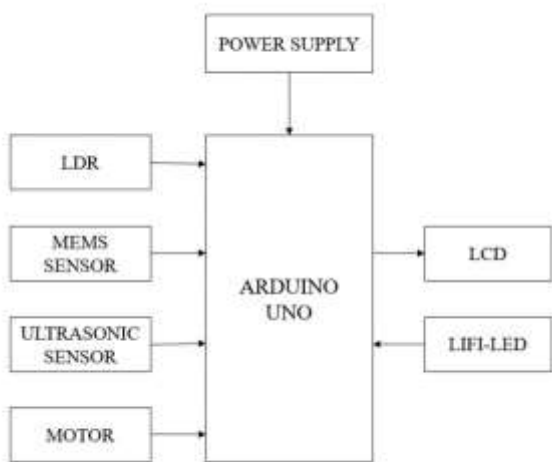 POWER SUPPLY
LDR
MEMS
SENSOR
ULTRASONIC
SENSOR
MOTOR
ARDUINO
UNO
LCD
LIFI-LED